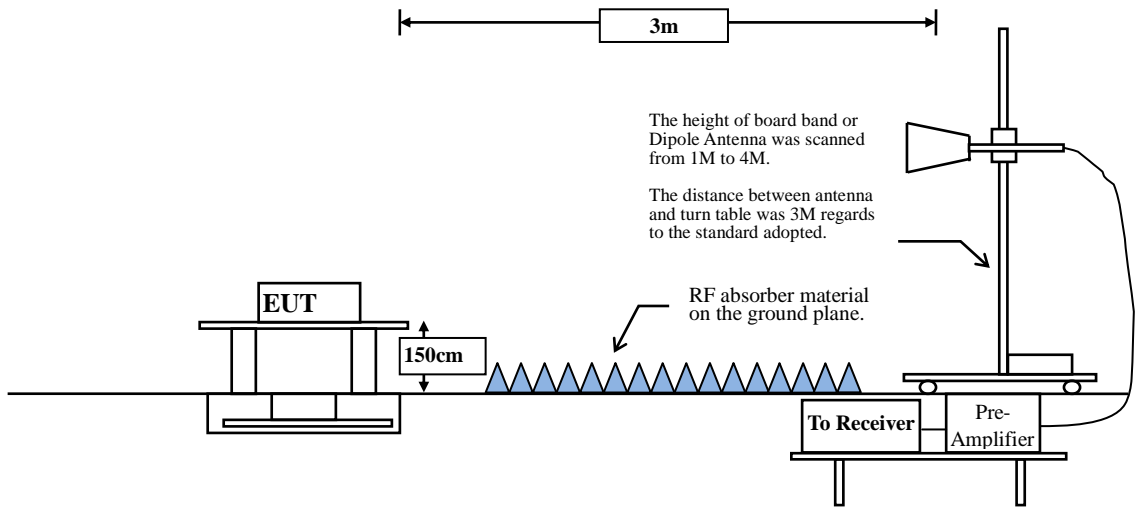 3m
The height of board band or
Dipole Antenna was scanned
from 1M to 4M.
The distance between antenna
and turn table was 3M regards
to the standard adopted.
EUT
RF absorber material
on the ground plane.
150cm
To Receiver
Pre-
Amplifier